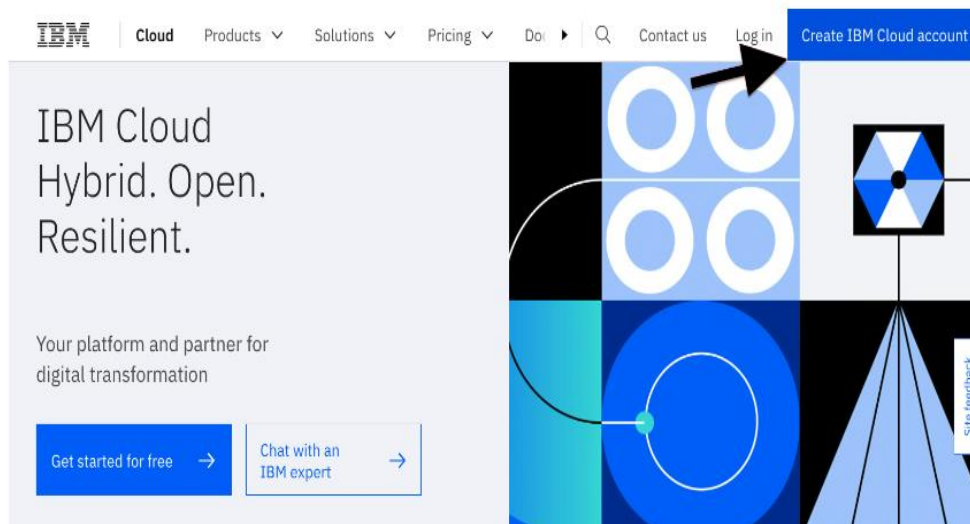 IBM
Cloud Products Solutions Pricing Do Contact us Log in Create IBM Cloud account
IBM Cloud
Hybrid. Open.
Resilient.
Your platform and partner for
digital transformation
Get started for free
Chat with an
IBM expert
Site feedback